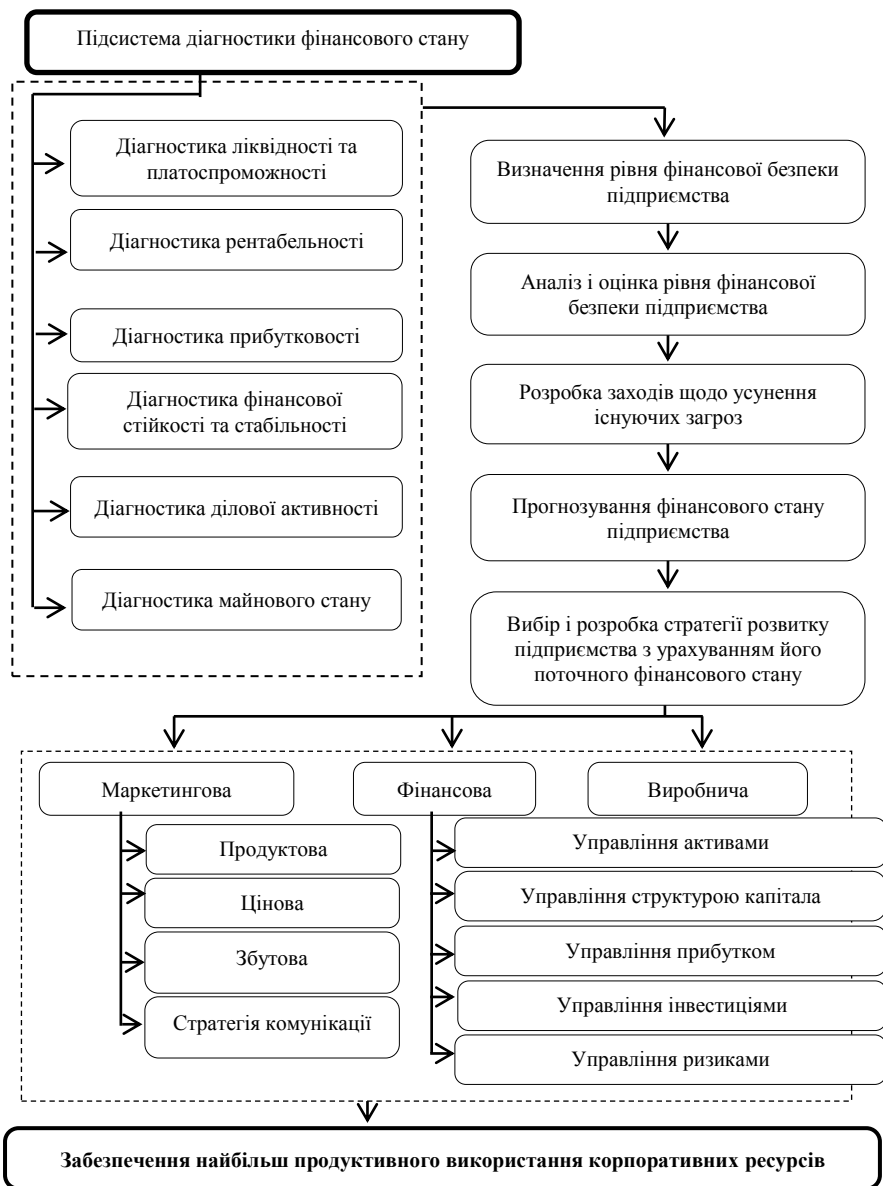 Підсистема діагностики фінансового стану
Діагностика ліквідності та
платоспроможності
Діагностика рентабельності
Діагностика прибутковості
Діагностика фінансової
стійкості та стабільності
Діагностика ділової активності
Діагностика майнового стану
Визначення рівня фінансової безпеки
підприємства
Аналіз і оцінка рівня фінансової
безпеки підприємства
Розробка заходів щодо усунення
існуючих загроз
Прогнозування фінансового стану
підприємства
Вибір і розробка стратегії розвитку
підприємства з урахуванням його
поточного фінансового стану
Маркетингова
Продуктова
Цінова
Збутова
Стратегія комунікації
Фінансова
Управління активами
Управління структурою капітала
Управління прибутком
Управління інвестиціями
Управління ризиками
Виробнича
Забезпечення найбільш продуктивного використання корпоративних ресурсів